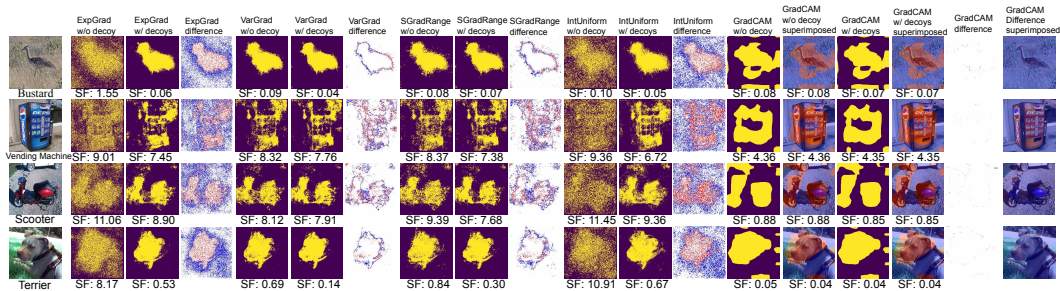 ExpGrad w/o decoy
ExpGrad w/ decoys
ExpGrad difference
VarGrad w/o decoy
VarGrad w/ decoys
VarGrad difference
SGradRange w/o decoy
SGradRange w/ decoys
SGradRange difference
IntUniform w/o decoy
IntUniform w/ decoys
IntUniform difference
GradCAM w/o decoy
GradCAM w/o decoy superimposed
GradCAM w/ decoys
GradCAM w/ decoys superimposed
GradCAM difference
GradCAM Difference superimposed
Bustard SF: 1.55 SF: 0.06 SF: 0.09 SF: 0.04 SF: 0.08 SF: 0.07 SF: 0.10 SF: 0.05 SF: 0.08 SF: 0.08 SF: 0.07 SF: 0.07
Vending Machine SF: 9.01 SF: 7.45 SF: 8.32 SF: 7.76 SF: 8.37 SF: 7.38 SF: 9.36 SF: 6.72 SF: 4.36 SF: 4.36 SF: 4.35 SF: 4.35
Scooter SF: 11.06 SF: 8.90 SF: 8.12 SF: 7.91 SF: 9.39 SF: 7.68 SF: 11.45 SF: 9.36 SF: 0.88 SF: 0.88 SF: 0.85 SF: 0.85
Terrier SF: 8.17 SF: 0.53 SF: 0.69 SF: 0.14 SF: 0.84 SF: 0.30 SF: 10.91 SF: 0.67 SF: 0.05 SF: 0.04 SF: 0.04 SF: 0.04